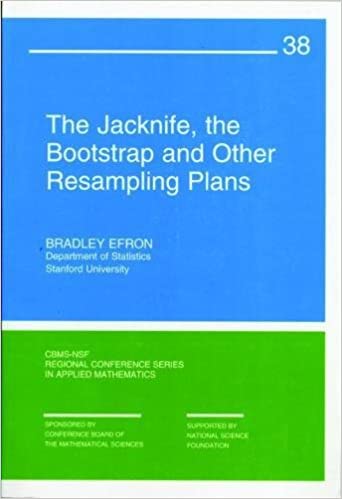 38
The Jacknife, the
Bootstrap and Other
Resampling Plans
BRADLEY EFRON
Department of Statistics
Stanford University
CBMS-NSF
REGIONAL CONFERENCE SERIES
IN APPLIED MATHEMATICS
SPONSORED BY
CONFERENCE BOARD OF
THE MATHEMATICAL SCIENCES
SUPPORTED BY
NATIONAL SCIENCE
FOUNDATION